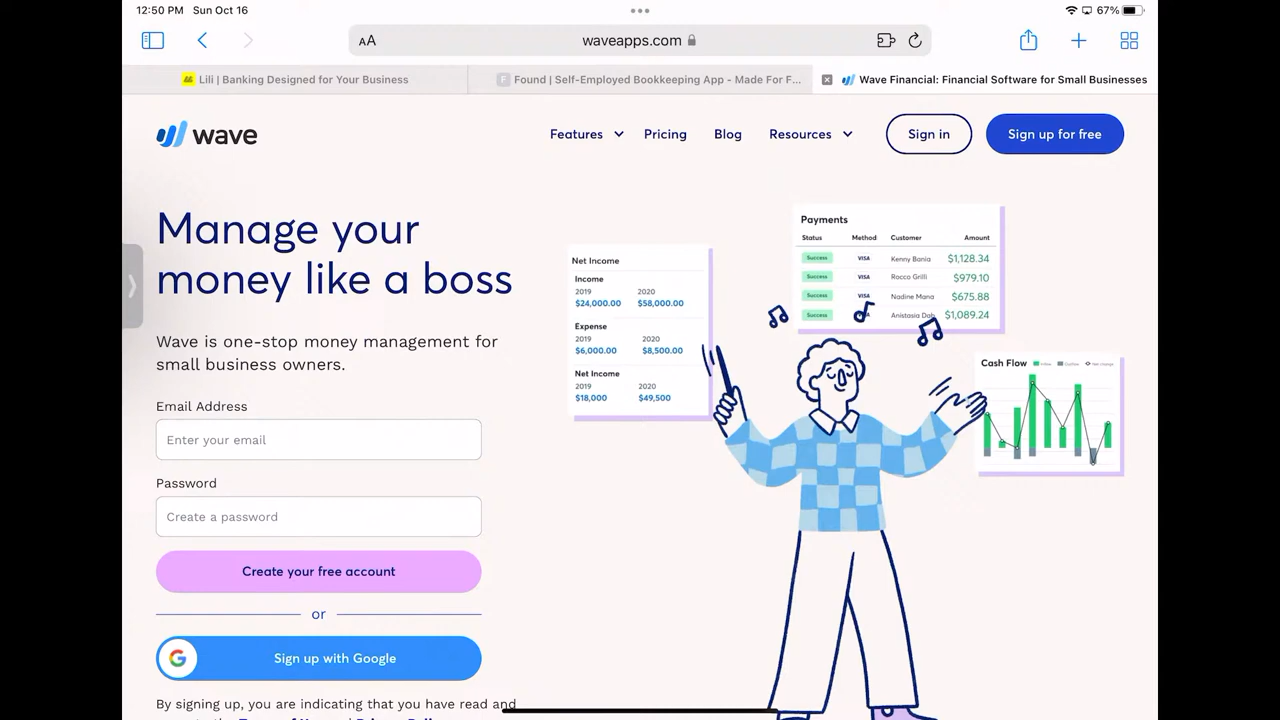 12:50 PM Sun Oct 16
67%
AA
waveapps.com
Lili | Banking Designed for Your Business
Found | Self-Employed Bookkeeping App - Made For F...
Wave Financial: Financial Software for Small Businesses
wave
Features
Pricing
Blog
Resources
Sign in
Sign up for free
Manage your
money like a boss
Wave is one-stop money management for
small business owners.
Email Address
Enter your email
Password
Create a password
Create your free account
or
G
Sign up with Google
By signing up, you are indicating that you have read and
Net Income
Income
2019 2020
$24,000.00 $58,000.00
Expense
2019 2020
$6,000.00 $8,500.00
Net Income
2019 2020
$18,000 $49,500
Payments
Status Method Customer Amount
Success VISA Kenny Bania $1,128.34
Success VISA Rocco Grilli $979.10
Success VISA Nadine Mana $675.88
Success Anistasia $1,089.24
Cash Flow